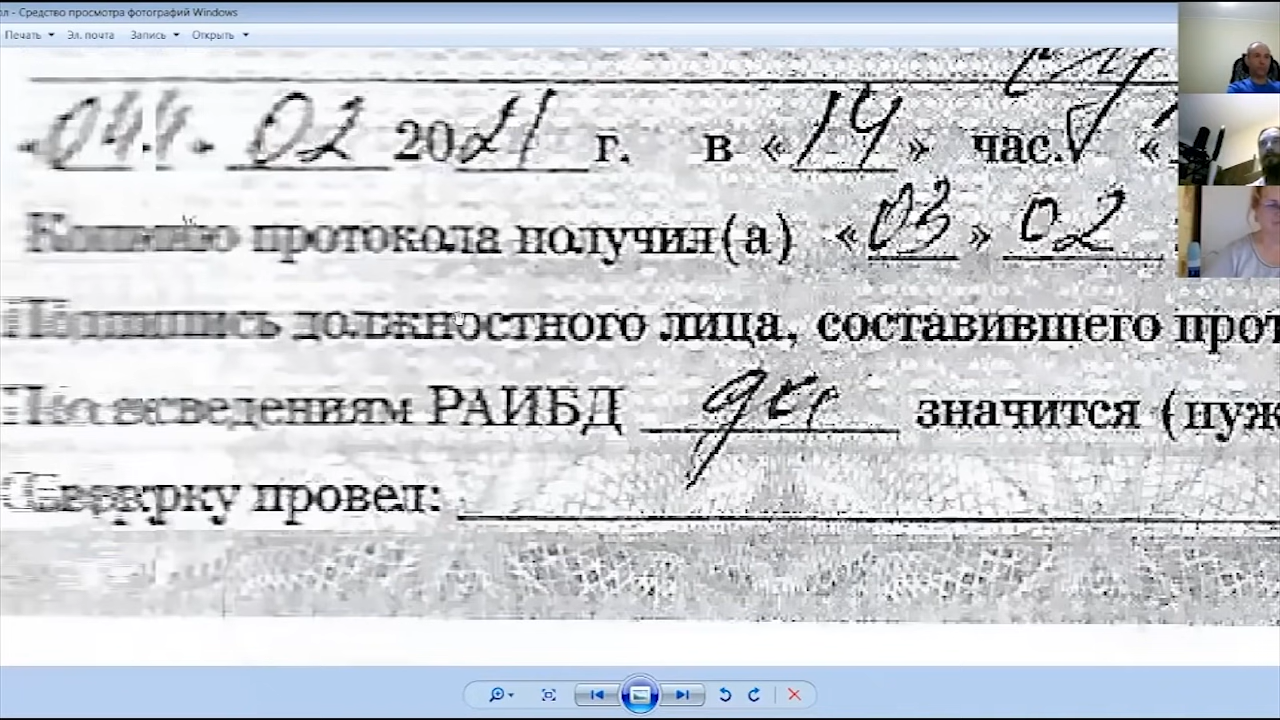 ол - Средство просмотра фотографий Windows
Печать Эл. почта Запись Открыть
«04» 02 2021 г. в «14» час. «
Копию протокола получил(а) «03» 02
Подпись должностного лица, составившего прот
По сведениям РАИБД значится (нуж
Сверку провел: